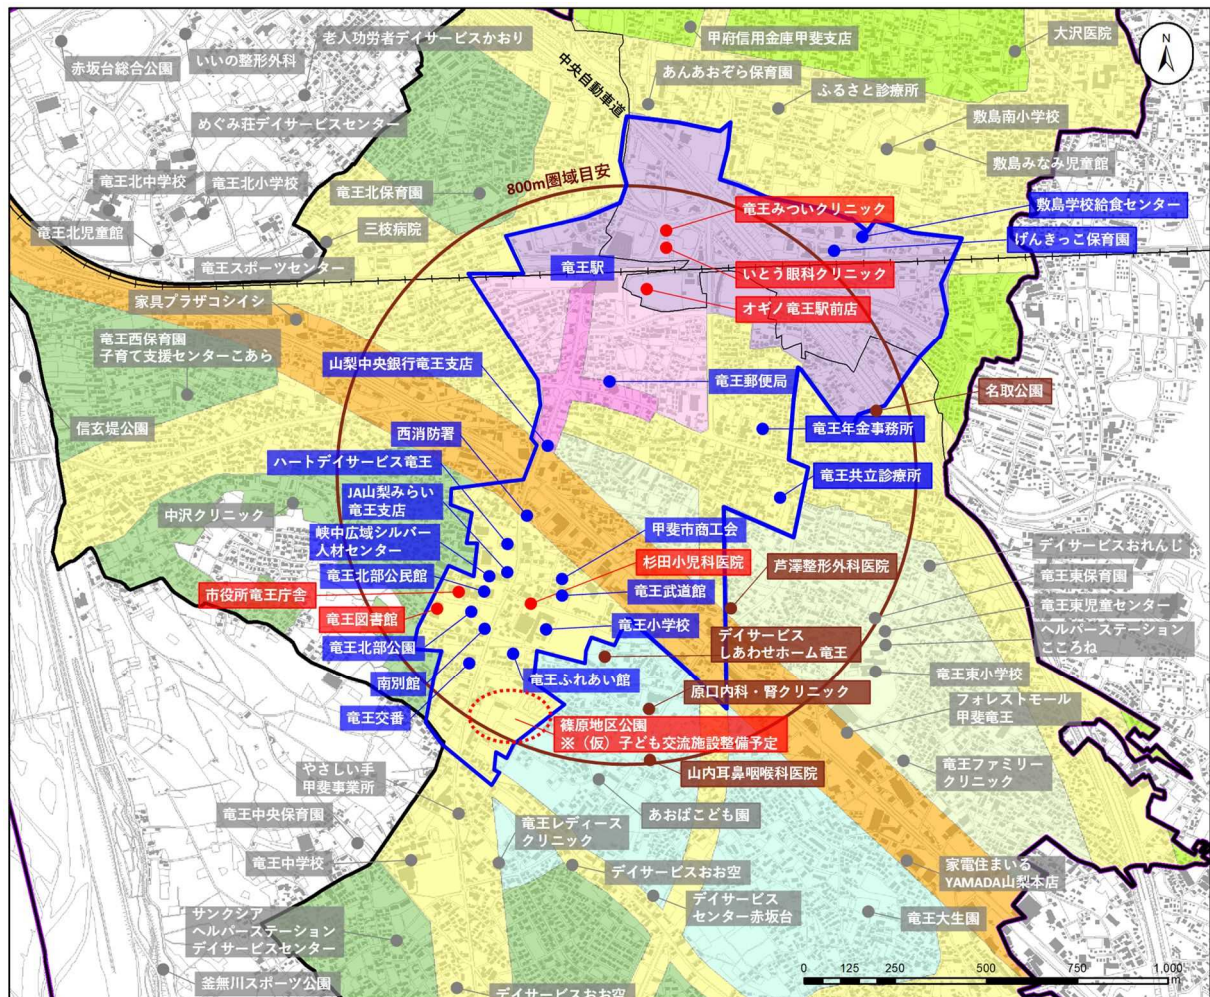 甲府信用金庫甲斐支店
大沢医院
N
老人功労者デイサービスかおり
いいの整形外科
赤坂台総合公園
中央自動車道
あんあおぞら保育園
ふるさと診療所
めぐみ荘デイサービスセンター
敷島南小学校
敷島みなみ児童館
竜王北中学校
竜王北小学校
竜王北保育園
800m圏域目安
竜王みついクリニック
敷島学校給食センター
竜王北児童館
三枝病院
げんきっこ保育園
竜王スポーツセンター
竜王駅
いとう眼科クリニック
家具プラザコシイシ
オギノ竜王駅前店
竜王西保育園
子育て支援センターこあら
山梨中央銀行竜王支店
竜王郵便局
名取公園
信玄堤公園
西消防署
竜王年金事務所
ハートデイサービス竜王
竜王共立診療所
JA山梨みらい
竜王支店
中沢クリニック
峡中広域シルバー
人材センター
甲斐市商工会
デイサービスおれんじ
竜王北部公民館
杉田小児科医院
芦澤整形外科医院
竜王東保育園
市役所竜王庁舎
竜王武道館
竜王東児童センター
竜王図書館
竜王小学校
デイサービス
しあわせホーム竜王
ヘルパーステーション
こころね
竜王北部公園
南別館
竜王ふれあい館
竜王東小学校
原口内科・腎クリニック
フォレストモール
甲斐竜王
竜王交番
篠原地区公園
※（仮）子ども交流施設整備予定
やさしい手
甲斐事業所
山内耳鼻咽喉科医院
竜王ファミリー
クリニック
竜王中央保育園
竜王レディース
クリニック
あおばこども園
竜王中学校
デイサービスおお空
家電住まいる
YAMADA山梨本店
デイサービス
センター赤坂台
サンクシア
ヘルパーステーション
デイサービスセンター
竜王大生園
釜無川スポーツ公園
デイサービスおお空
0 125 250 500 750 1,000
m